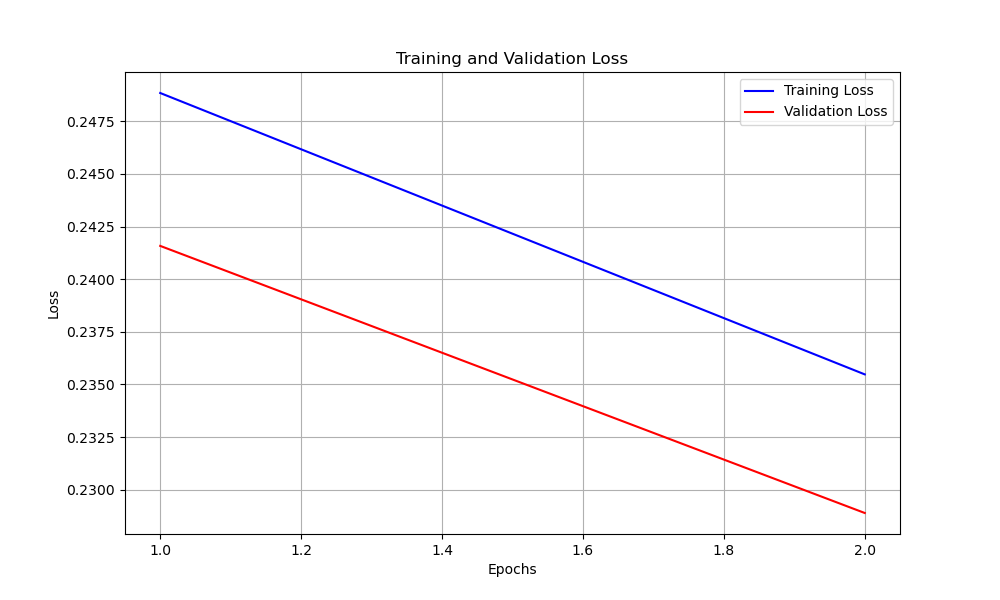 Training and Validation Loss
Training Loss
Validation Loss
0.2475
0.2450
0.2425
0.2400
0.2375
0.2350
0.2325
0.2300
Loss
1.0 1.2 1.4 1.6 1.8 2.0
Epochs